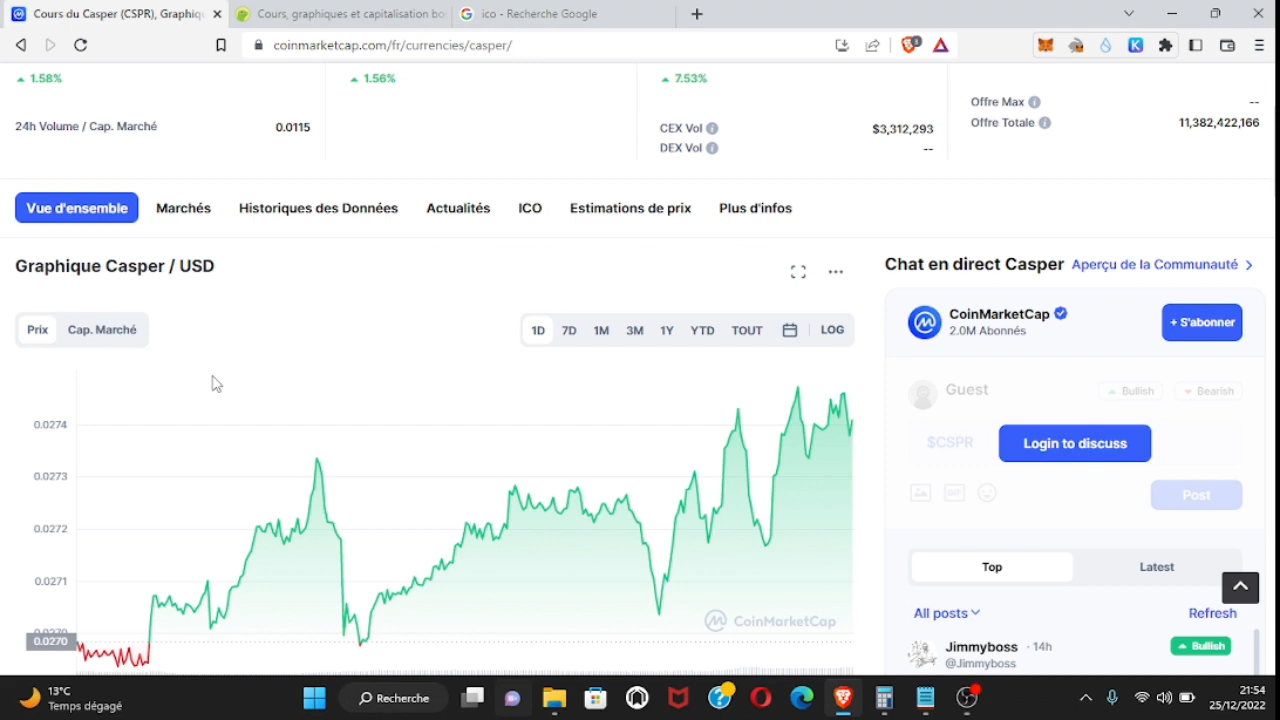 Cours du Casper (CSPR), Graphiq
Cours, graphiques et capitalisation bo
ico - Recherche Google
coinmarketcap.com/fr/currencies/casper/
1.58%
1.56%
7.53%
24h Volume / Cap. Marché
0.0115
CEX Vol
$3,312,293
DEX Vol
--
Offre Max
--
Offre Totale
11,382,422,166
Vue d'ensemble
Marchés
Historiques des Données
Actualités
ICO
Estimations de prix
Plus d'infos
Graphique Casper / USD
Prix
Cap. Marché
1D
7D
1M
3M
1Y
YTD
TOUT
LOG
0.0274
0.0273
0.0272
0.0271
0.0270
0.0270
CoinMarketCap
Chat en direct Casper
Aperçu de la Communauté
CoinMarketCap
2.0M Abonnés
+ S'abonner
Guest
Bullish
Bearish
$CSPR
Login to discuss
GIF
Post
Top
Latest
All posts
Refresh
Jimmyboss · 14h
@Jimmyboss
Bullish
13°C
Temps dégagé
Recherche
21:54
25/12/2022